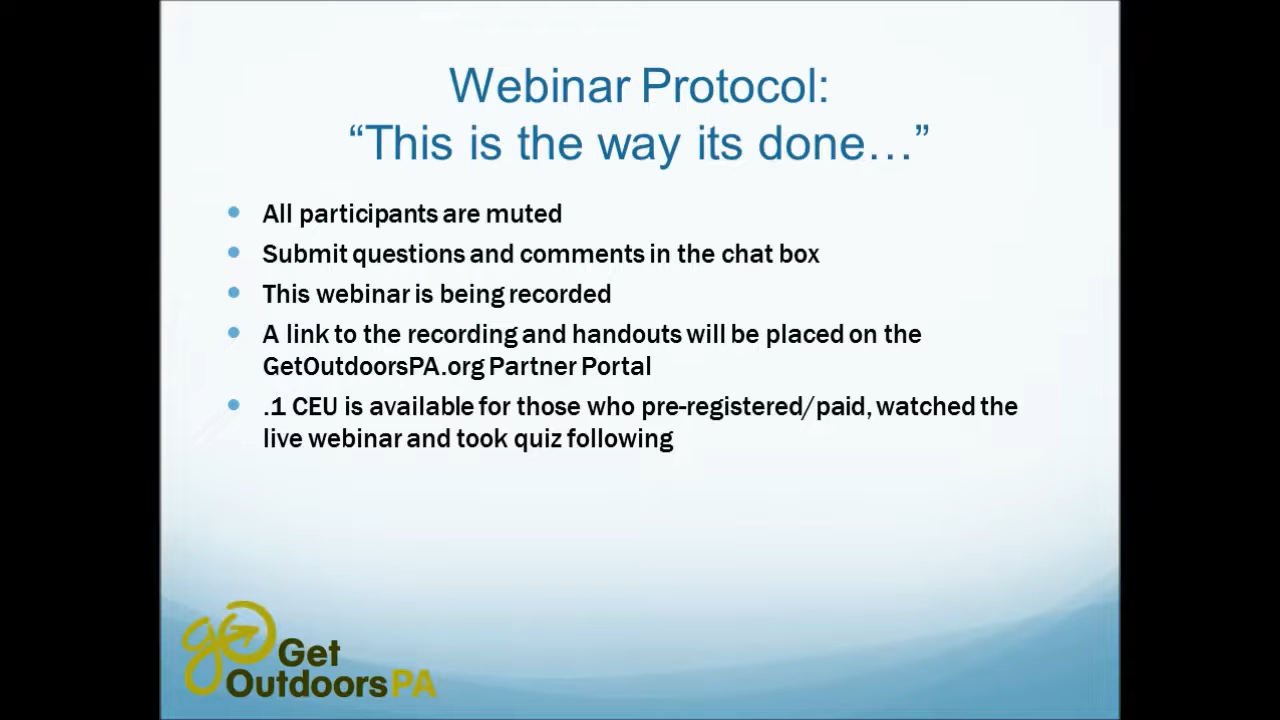 Webinar Protocol:
“This is the way its done…”
• All participants are muted
• Submit questions and comments in the chat box
• This webinar is being recorded
• A link to the recording and handouts will be placed on the
GetOutdoorsPA.org Partner Portal
• .1 CEU is available for those who pre-registered/paid, watched the
live webinar and took quiz following
go
Get
OutdoorsPA